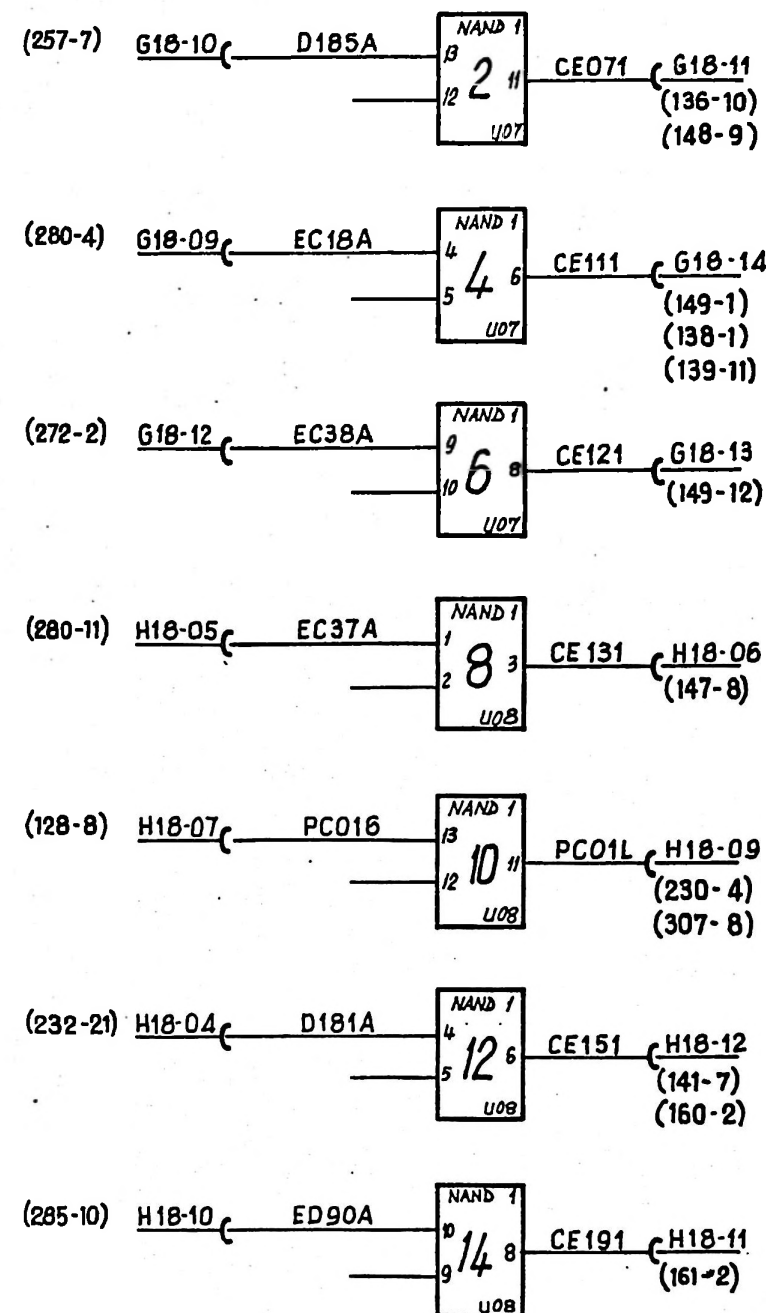 NAND 1
(257-7) G18-10 D185A 13 2 11 CE071 G18-11
12 (136-10)
U07 (148-9)
NAND 1
(280-4) G18-09 EC18A 4 4 6 CE111 G18-14
5 (149-1)
U07 (138-1)
(139-11)
NAND 1
(272-2) G18-12 EC38A 9 6 8 CE121 G18-13
10 (149-12)
U07
NAND 1
(280-11) H18-05 EC37A 1 8 3 CE131 H18-06
2 (147-8)
U08
NAND 1
(128-8) H18-07 PC016 13 10 11 PC01L H18-09
12 (230-4)
U08 (307-8)
NAND 1
(232-21) H18-04 D181A 4 12 6 CE151 H18-12
5 (141-7)
U08 (160-2)
NAND 1
(285-10) H18-10 ED90A 10 14 8 CE191 H18-11
9 (161-2)
U08